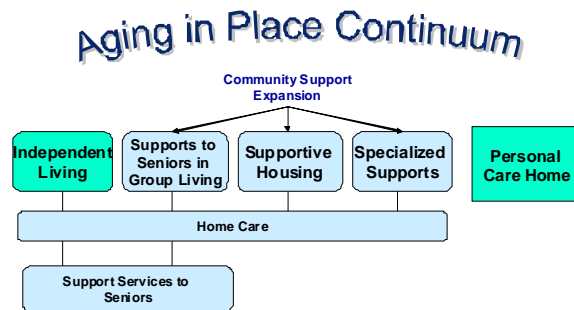 Aging in Place Continuum
Community Support
Expansion
Independent
Living
Supports to
Seniors in
Group Living
Supportive
Housing
Specialized
Supports
Personal
Care Home
Home Care
Support Services to
Seniors